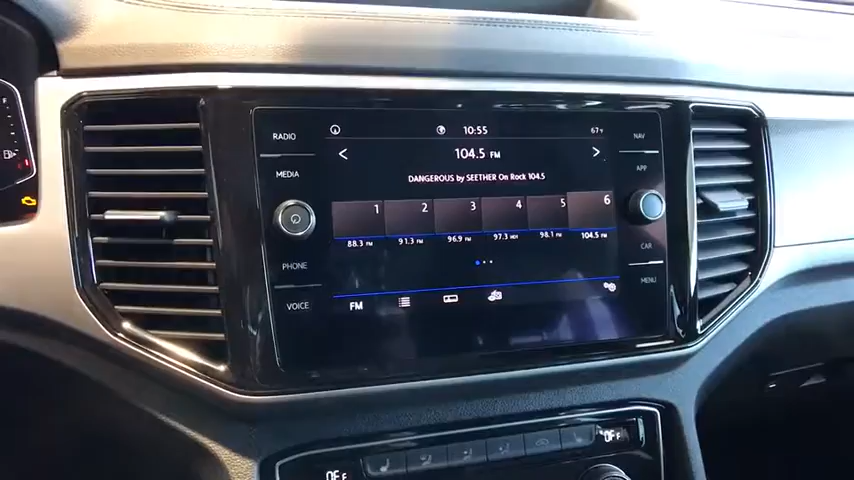 RADIO
10:55
67°F
NAV
104.5 FM
MEDIA
APP
DANGEROUS by SEETHER On Rock 104.5
1 2 3 4 5 6
88.3 FM 91.3 FM 96.9 FM 97.3 HD1 98.1 FM 104.5 FM
CAR
PHONE
MENU
VOICE
FM
OFF
OFF